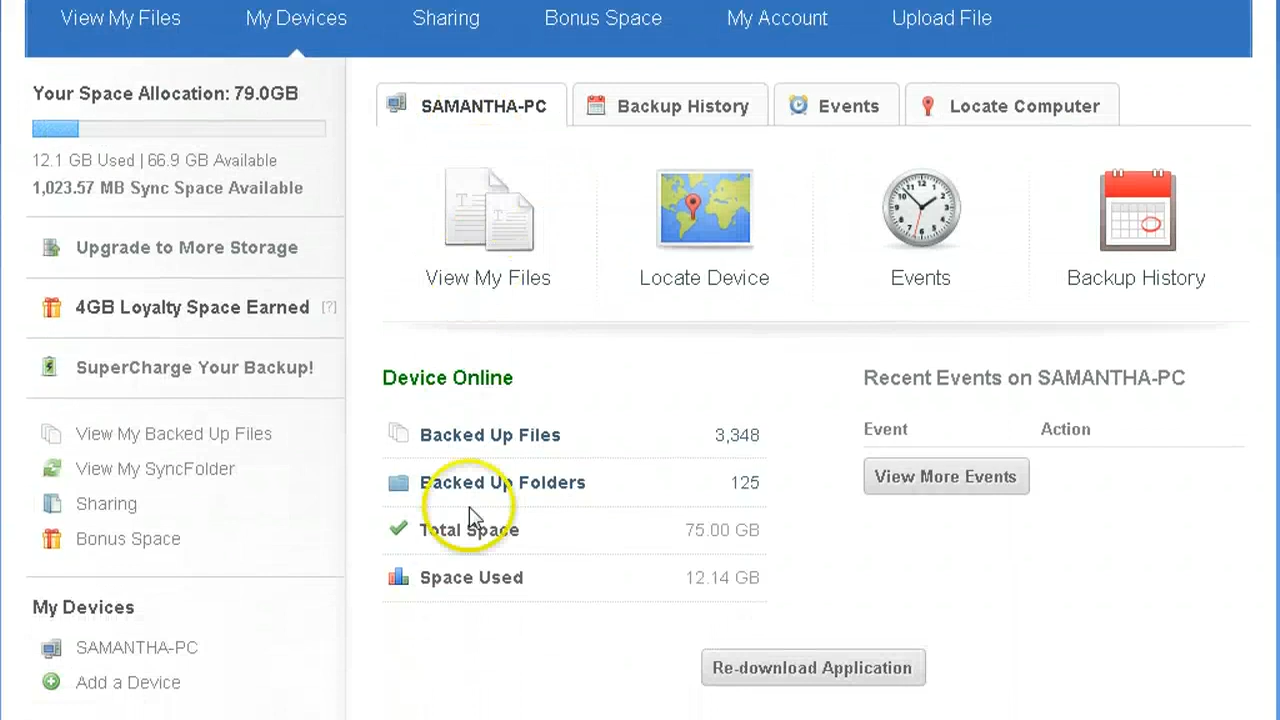 View My Files My Devices Sharing Bonus Space My Account Upload File
Your Space Allocation: 79.0GB
12.1 GB Used | 66.9 GB Available
1,023.57 MB Sync Space Available
Upgrade to More Storage
4GB Loyalty Space Earned [?]
SuperCharge Your Backup!
View My Backed Up Files
View My SyncFolder
Sharing
Bonus Space
My Devices
SAMANTHA-PC
Add a Device
SAMANTHA-PC Backup History Events Locate Computer
View My Files Locate Device Events Backup History
Device Online
Backed Up Files 3,348
Backed Up Folders 125
Total Space 75.00 GB
Space Used 12.14 GB
Recent Events on SAMANTHA-PC
Event Action
View More Events
Re-download Application